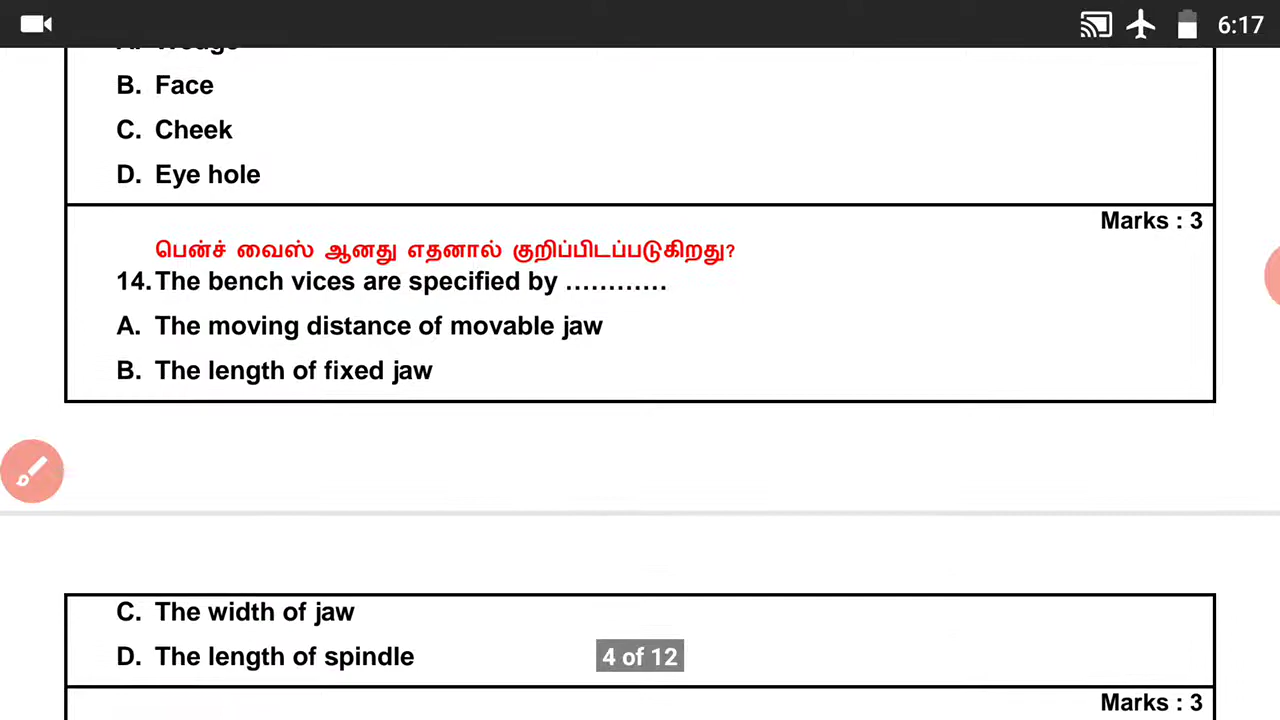 6:17
B. Face
C. Cheek
D. Eye hole
Marks : 3
பென்ச் வைஸ் ஆனது எதனால் குறிப்பிடப்படுகிறது?
14. The bench vices are specified by …………
A. The moving distance of movable jaw
B. The length of fixed jaw
C. The width of jaw
D. The length of spindle
4 of 12
Marks : 3